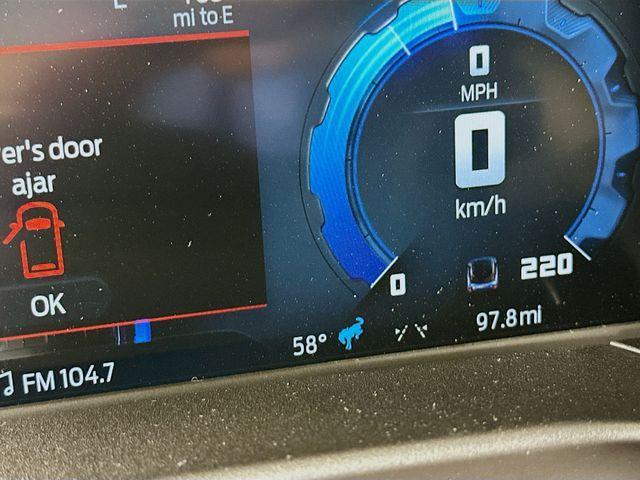 E
mi to E
er's door
ajar
OK
FM 104.7
0
MPH
0
km/h
0
220
58°
97.8 mi